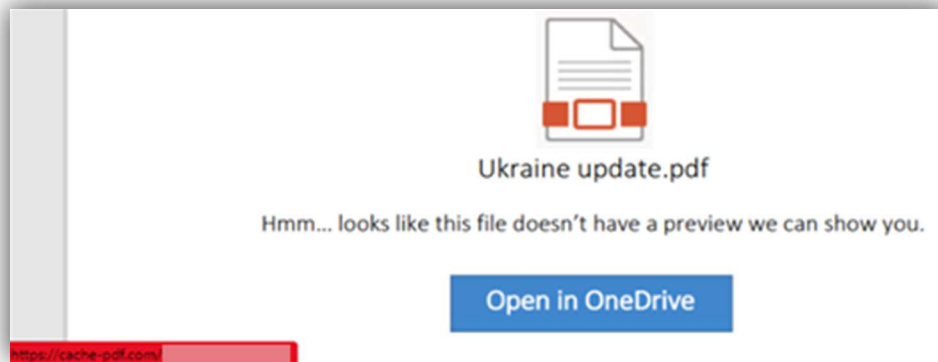 Ukraine update.pdf
Hmm... looks like this file doesn't have a preview we can show you.
Open in OneDrive
https://cache-pdf.com/